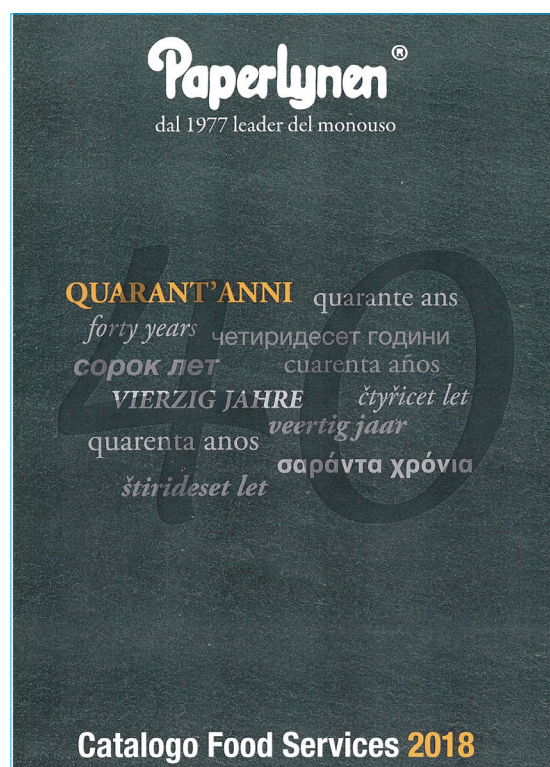 Paperlynen®
dal 1977 leader del monouso
40
QUARANT'ANNI
quarante ans
forty years
четиридесет години
сорок лет
cuarenta años
VIERZIG JAHRE
čtyřicet let
veertig jaar
quarenta anos
σαράντα χρόνια
štirideset let
Catalogo Food Services 2018